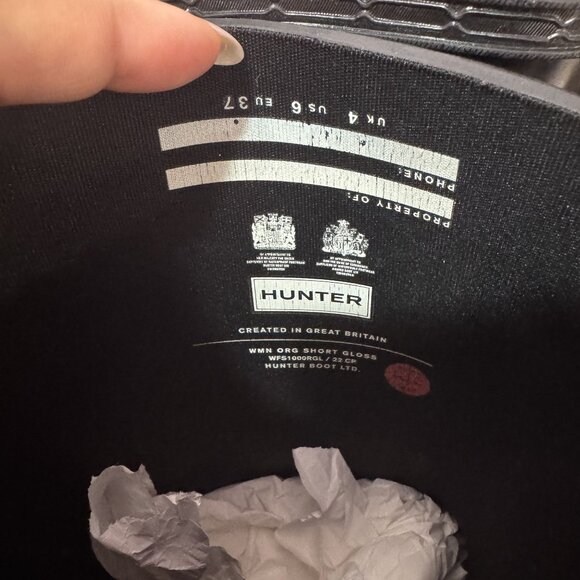 UK 4 US 6 EU 37
PHONE:
PROPERTY OF:
HUNTER
CREATED IN GREAT BRITAIN
WMN ORG SHORT GLOSS
WFS1000RGL / 22 CP
HUNTER BOOT LTD.